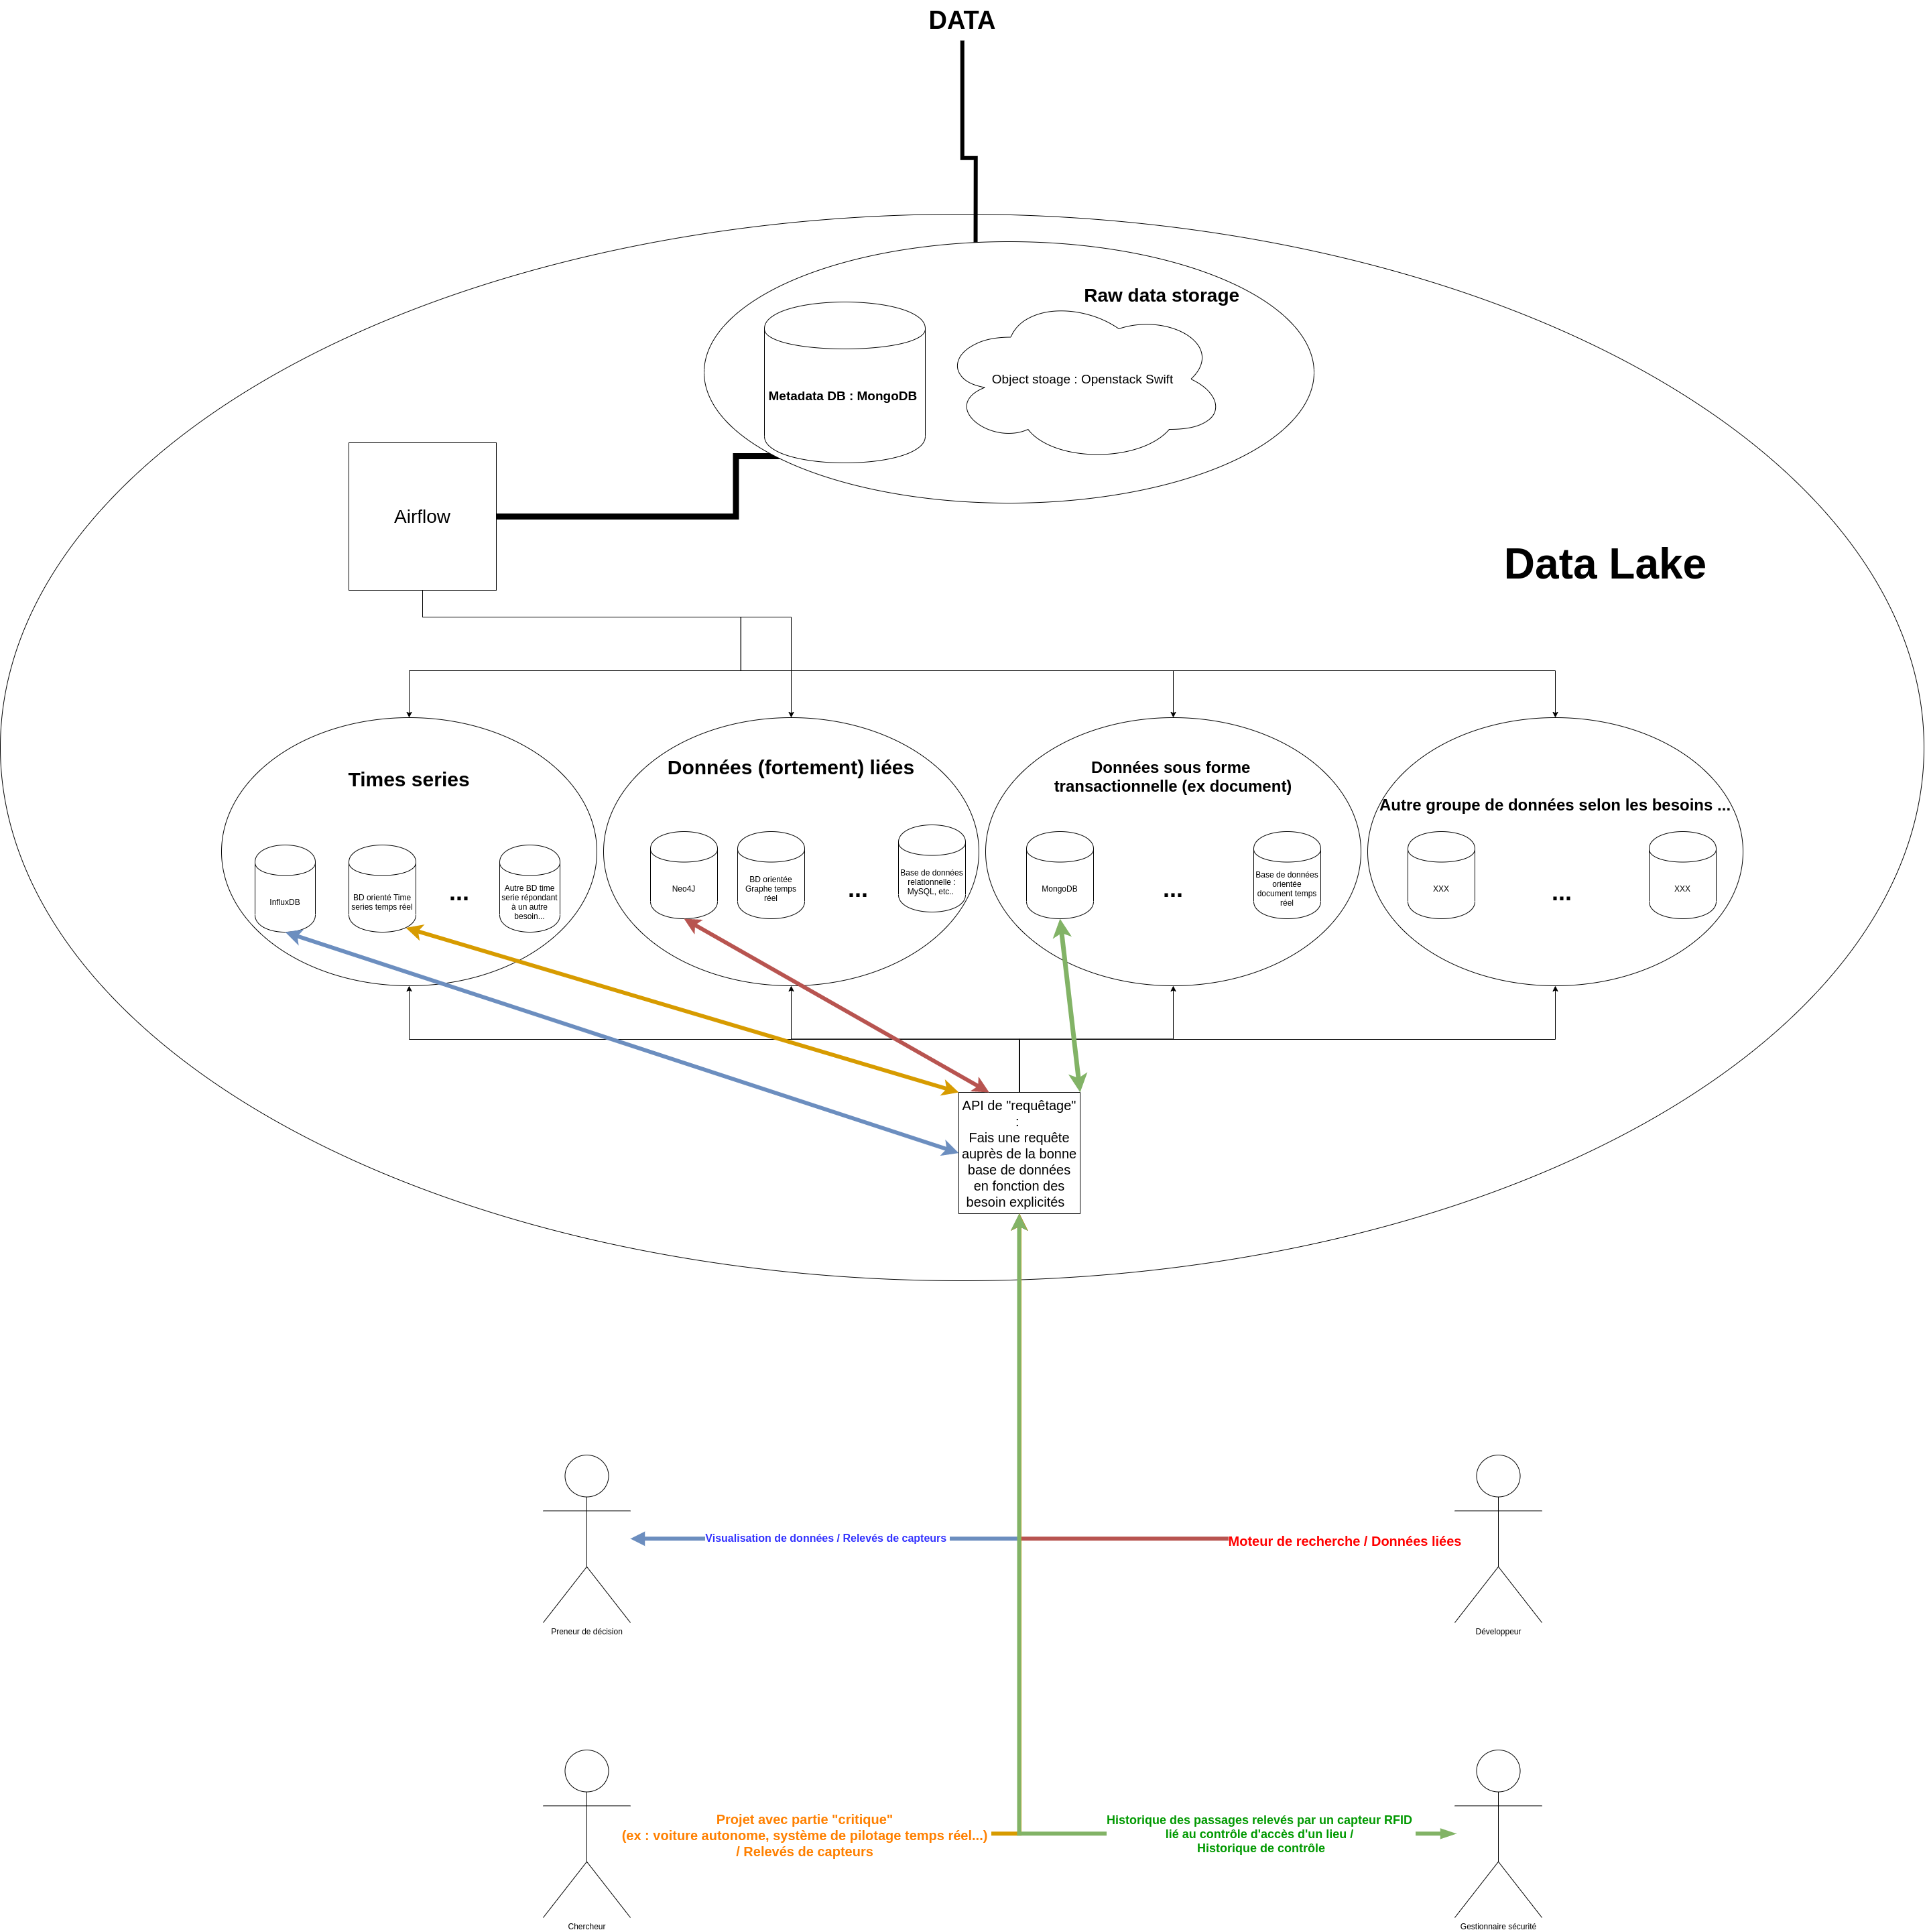 DATA
Raw data storage
Metadata DB : MongoDB
Object stoage : Openstack Swift
Airflow
Data Lake
Times series
InfluxDB
BD orienté Time
series temps réel
...
Autre BD time
serie répondant
à un autre
besoin...
Données (fortement) liées
Neo4J
BD orientée
Graphe temps
réel
...
Base de données
relationnelle :
MySQL, etc..
Données sous forme
transactionnelle (ex document)
MongoDB
...
Base de données
orientée
document temps
réel
Autre groupe de données selon les besoins ...
XXX
...
XXX
API de "requêtage"
:
Fais une requête
auprès de la bonne
base de données
en fonction des
besoin explicités
Visualisation de données / Relevés de capteurs
Moteur de recherche / Données liées
Preneur de décision
Développeur
Projet avec partie "critique"
(ex : voiture autonome, système de pilotage temps réel...)
/ Relevés de capteurs
Historique des passages relevés par un capteur RFID
lié au contrôle d'accès d'un lieu /
Historique de contrôle
Chercheur
Gestionnaire sécurité